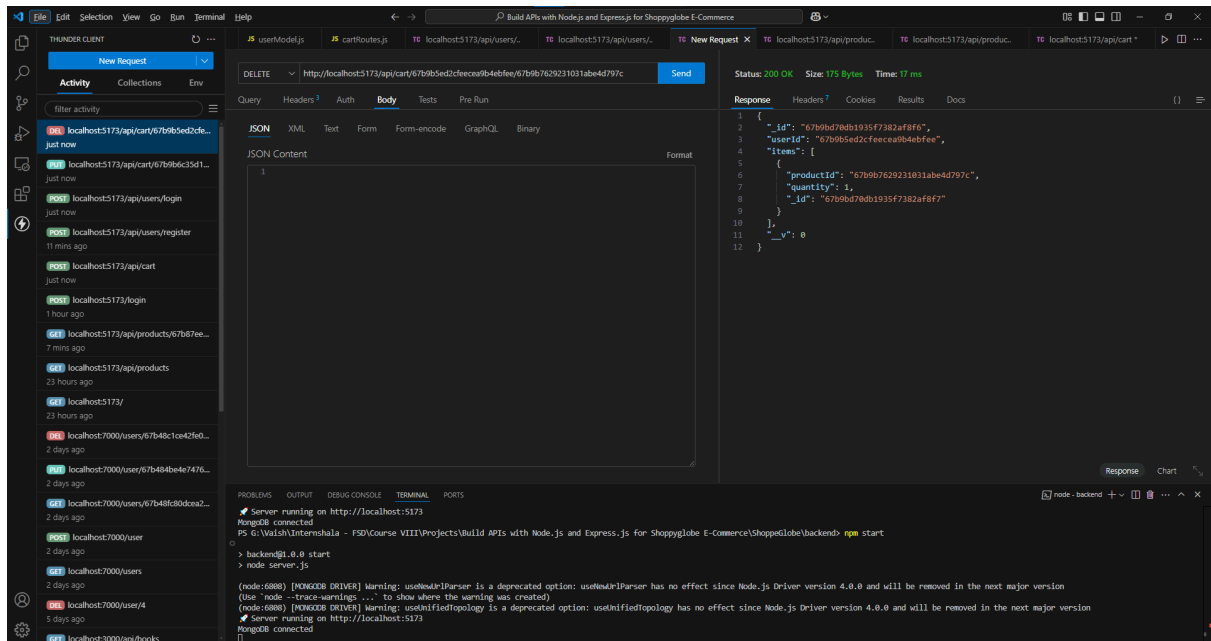 File Edit Selection View Go Run Terminal Help
Build APIs with Node.js and Express.js for Shoppyglobe E-Commerce
THUNDER CLIENT
New Request
Activity Collections Env
filter activity
DEL localhost:5173/api/cart/67b9b5ed2cfe...
just now
PUT localhost:5173/api/cart/67b9b6c35d1...
just now
POST localhost:5173/api/users/login
just now
POST localhost:5173/api/users/register
11 mins ago
POST localhost:5173/api/cart
just now
POST localhost:5173/login
1 hour ago
GET localhost:5173/api/products/67b87ee...
7 mins ago
GET localhost:5173/api/products
23 hours ago
GET localhost:5173/
23 hours ago
DEL localhost:7000/users/67b48c1ce42fe0...
2 days ago
PUT localhost:7000/user/67b484be4e7476...
2 days ago
GET localhost:7000/users/67b48fc80dcea2...
2 days ago
POST localhost:7000/user
2 days ago
GET localhost:7000/users
2 days ago
DEL localhost:7000/user/4
5 days ago
GET localhost:3000/api/books
JS userModel.js JS cartRoutes.js TC localhost:5173/api/users/.. TC localhost:5173/api/users/.. TC New Request TC localhost:5173/api/produc... TC localhost:5173/api/produc... TC localhost:5173/api/cart *
DELETE http://localhost:5173/api/cart/67b9b5ed2cfeecea9b4ebfee/67b9b7629231031abe4d797c Send
Query Headers 3 Auth Body Tests Pre Run
JSON XML Text Form Form-encode GraphQL Binary
JSON Content Format
1
Status: 200 OK Size: 175 Bytes Time: 17 ms
Response Headers 7 Cookies Results Docs {}
1 {
2 "_id": "67b9bd70db1935f7382af8f6",
3 "userId": "67b9b5ed2cfeecea9b4ebfee",
4 "items": [
5 {
6 "productId": "67b9b7629231031abe4d797c",
7 "quantity": 1,
8 "_id": "67b9bd70db1935f7382af8f7"
9 }
10 ],
11 "__v": 0
12 }
Response Chart
PROBLEMS OUTPUT DEBUG CONSOLE TERMINAL PORTS node - backend
Server running on http://localhost:5173
MongoDB connected
PS G:\Vaish\Internshala - FSD\Course VIII\Projects\Build APIs with Node.js and Express.js for Shoppyglobe E-Commerce\ShoppeGlobe\backend> npm start
> backend@1.0.0 start
> node server.js
(node:6808) [MONGODB DRIVER] Warning: useNewUrlParser is a deprecated option: useNewUrlParser has no effect since Node.js Driver version 4.0.0 and will be removed in the next major version
(Use `node --trace-warnings ...` to show where the warning was created)
(node:6808) [MONGODB DRIVER] Warning: useUnifiedTopology is a deprecated option: useUnifiedTopology has no effect since Node.js Driver version 4.0.0 and will be removed in the next major version
Server running on http://localhost:5173
MongoDB connected